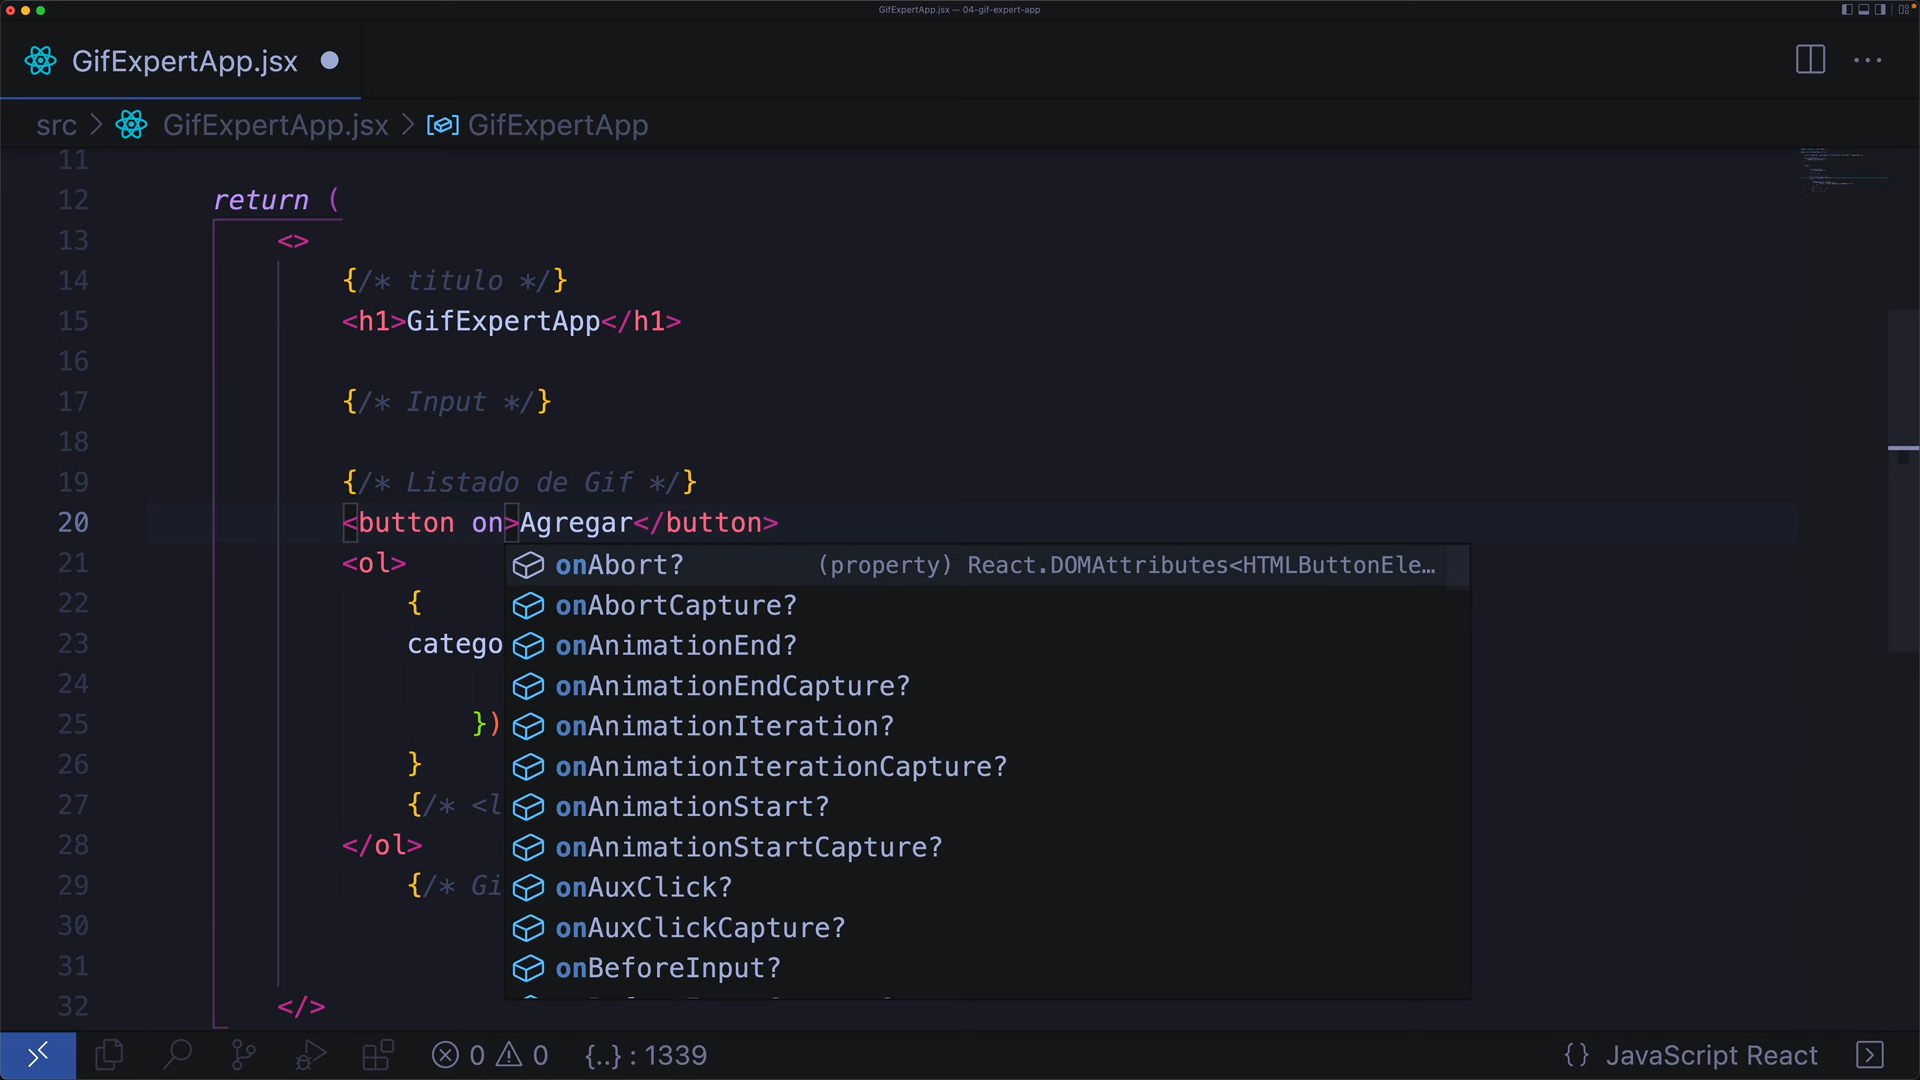 GifExpertApp.jsx — 04-gif-expert-app
GifExpertApp.jsx
src > GifExpertApp.jsx > GifExpertApp
11
12 return (
13 <>
14 {/* titulo */}
15 <h1>GifExpertApp</h1>
16
17 {/* Input */}
18
19 {/* Listado de Gif */}
20 <button on>Agregar</button>
21 <ol>
onAbort? (property) React.DOMAttributes<HTMLButtonEle…
22 {
onAbortCapture?
23 catego
onAnimationEnd?
24
onAnimationEndCapture?
25 })
onAnimationIteration?
26 }
onAnimationIterationCapture?
27 {/* <l
onAnimationStart?
28 </ol>
onAnimationStartCapture?
29 {/* Gi
onAuxClick?
30
onAuxClickCapture?
31
onBeforeInput?
32 </>
0 0 {..} : 1339 {} JavaScript React